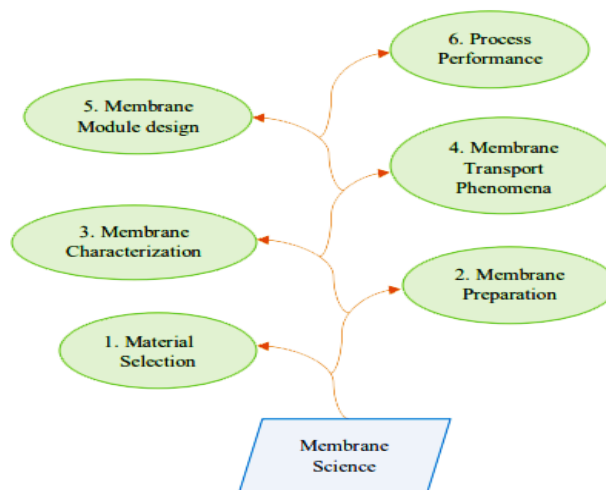 6. Process
Performance
5. Membrane
Module design
4. Membrane
Transport
Phenomena
3. Membrane
Characterization
2. Membrane
Preparation
1. Material
Selection
Membrane
Science